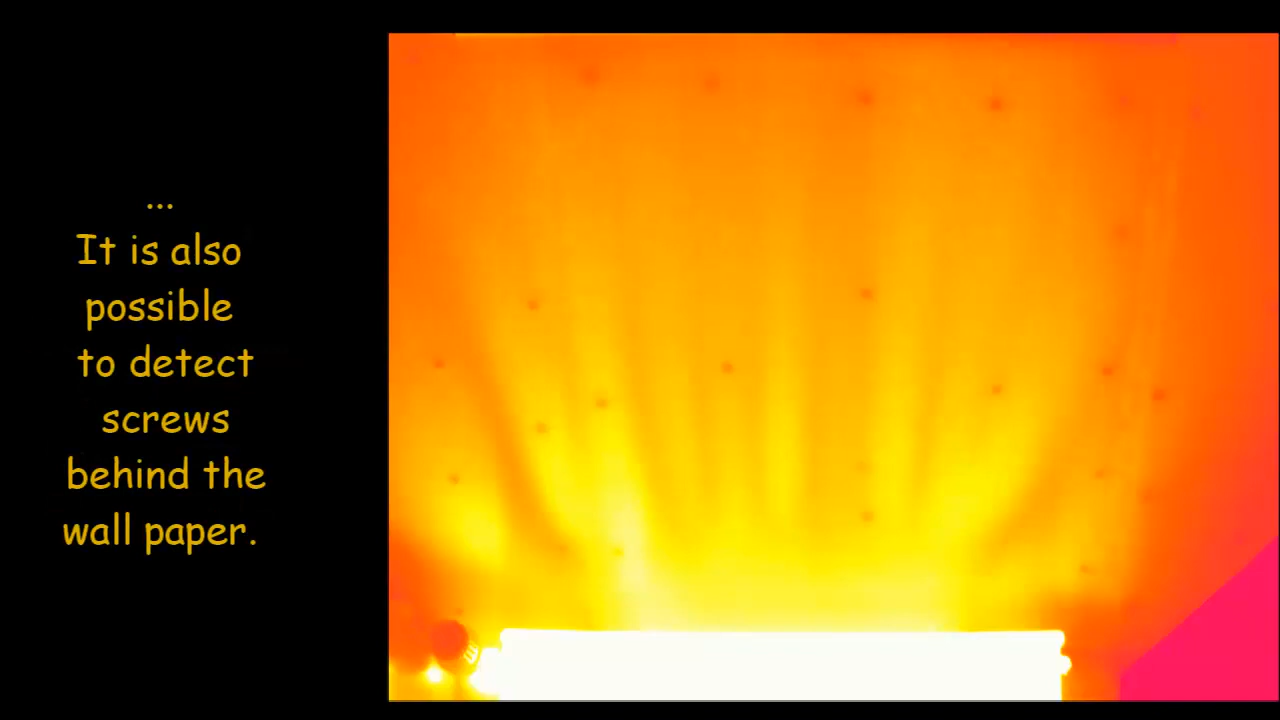 ...
It is also
possible
to detect
screws
behind the
wall paper.